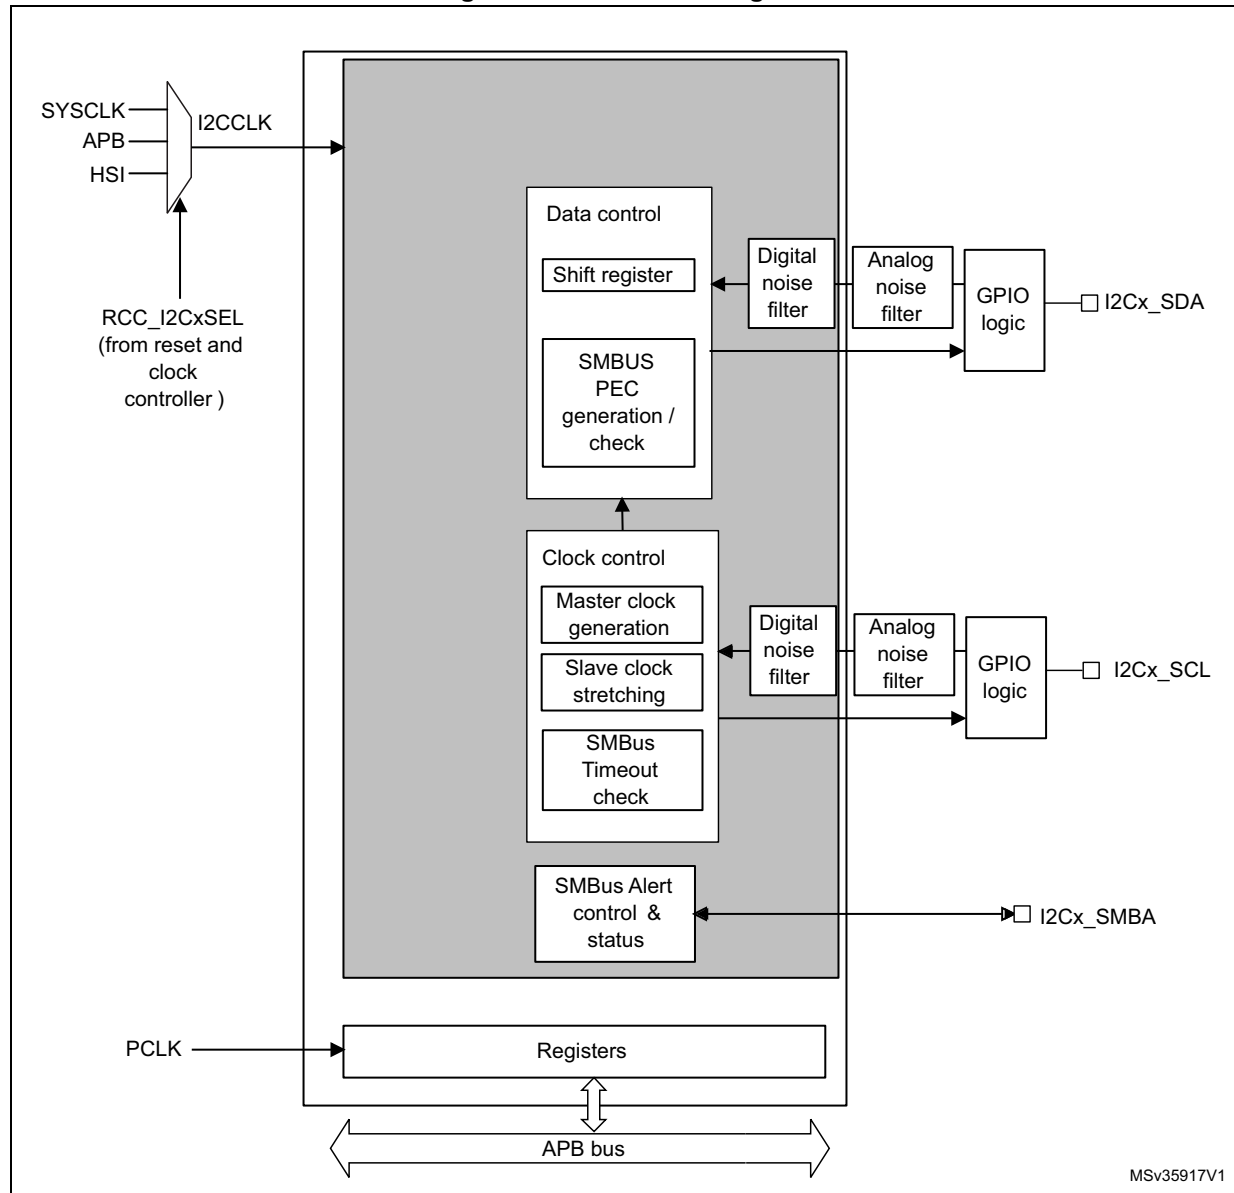 SYSCLK
APB
HSI
I2CCLK
RCC_I2CxSEL
(from reset and
clock
controller )
Data control
Shift register
SMBUS
PEC
generation /
check
Digital
noise
filter
Analog
noise
filter
GPIO
logic
I2Cx_SDA
Clock control
Master clock
generation
Slave clock
stretching
SMBus
Timeout
check
Digital
noise
filter
Analog
noise
filter
GPIO
logic
I2Cx_SCL
SMBus Alert
control &
status
I2Cx_SMBA
PCLK
Registers
APB bus
MSv35917V1